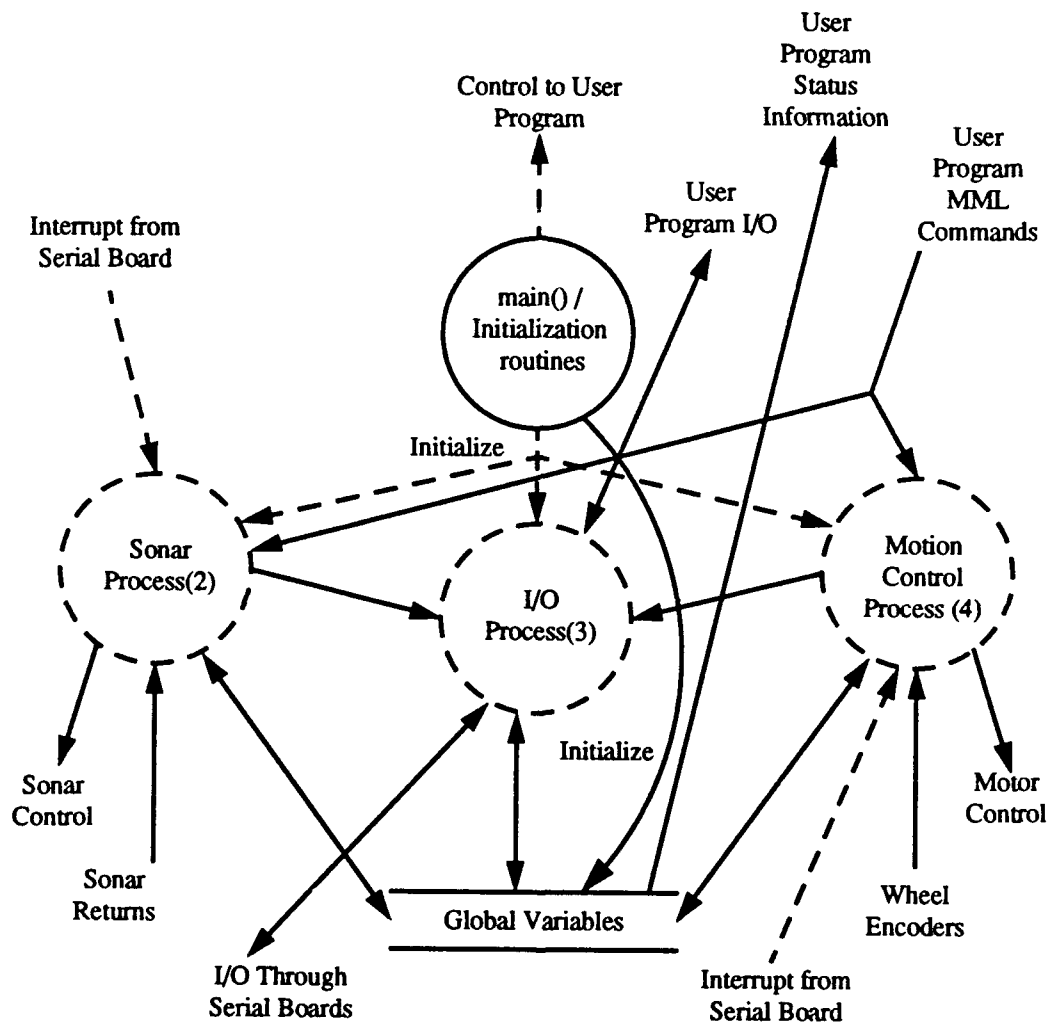 User
Program
Status
Information
Control to User
Program
User
Program
MML
Commands
User
Program I/O
Interrupt from
Serial Board
main() /
Initialization
routines
Initialize
Sonar
Process(2)
I/O
Process(3)
Motion
Control
Process (4)
Initialize
Sonar
Control
Motor
Control
Sonar
Returns
Global Variables
Wheel
Encoders
I/O Through
Serial Boards
Interrupt from
Serial Board